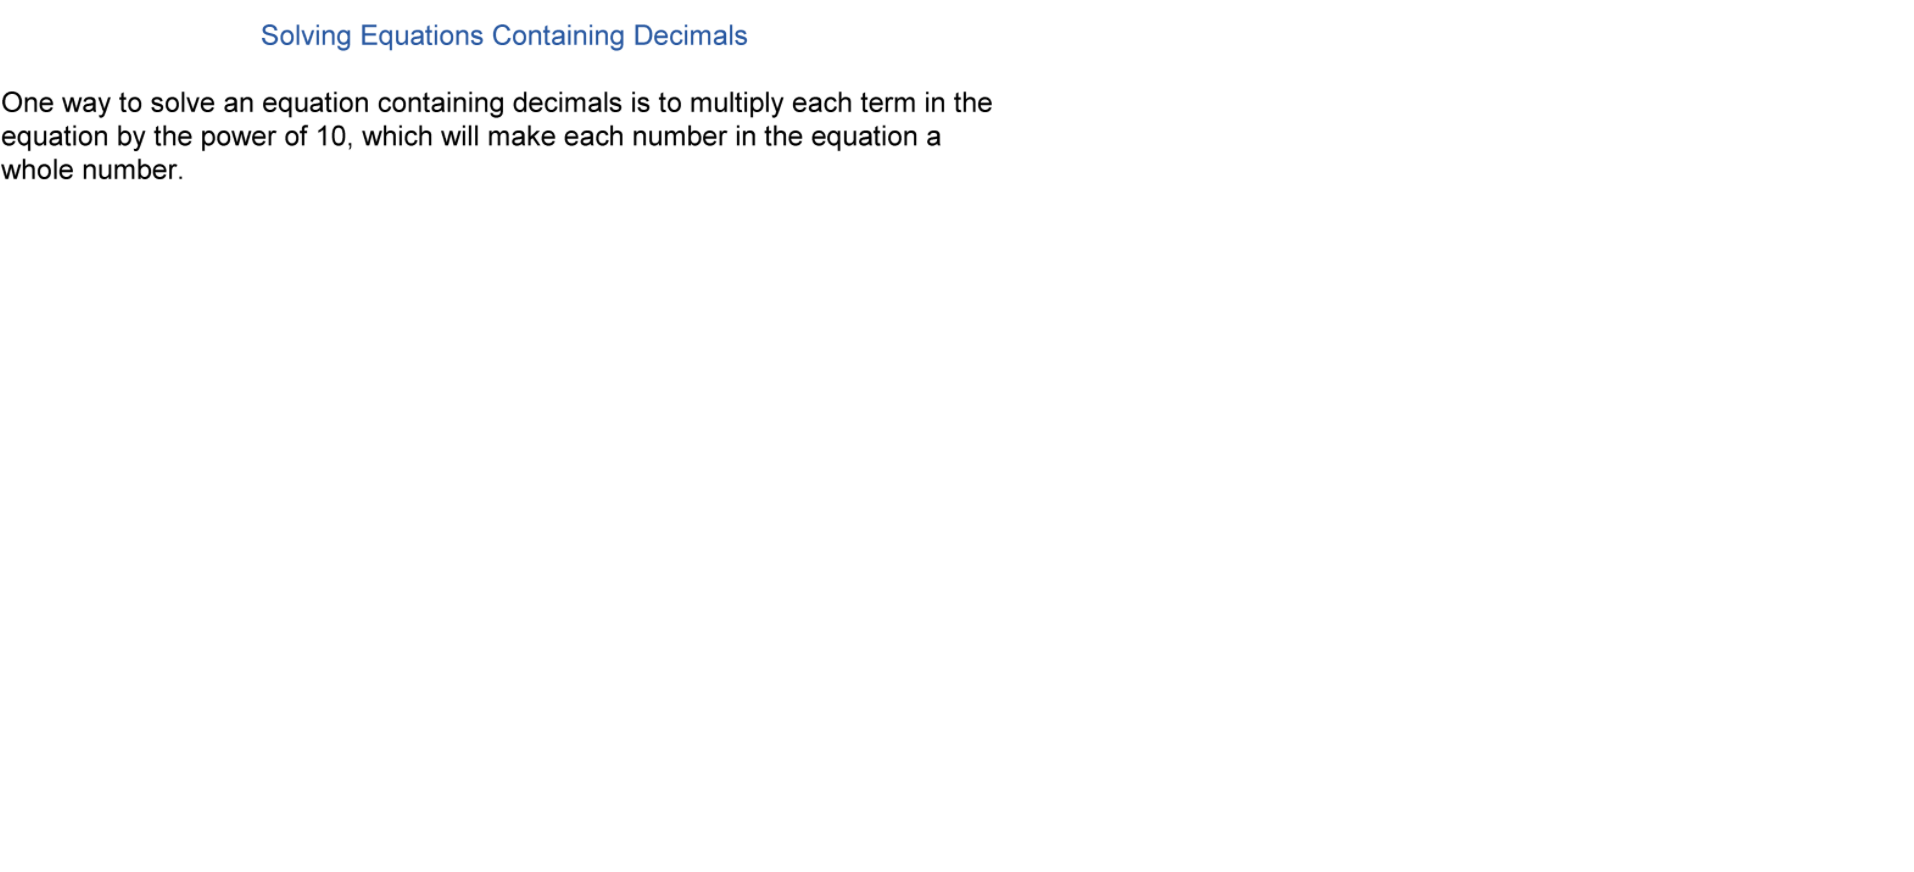 Solving Equations Containing Decimals
One way to solve an equation containing decimals is to multiply each term in the
equation by the power of 10, which will make each number in the equation a
whole number.